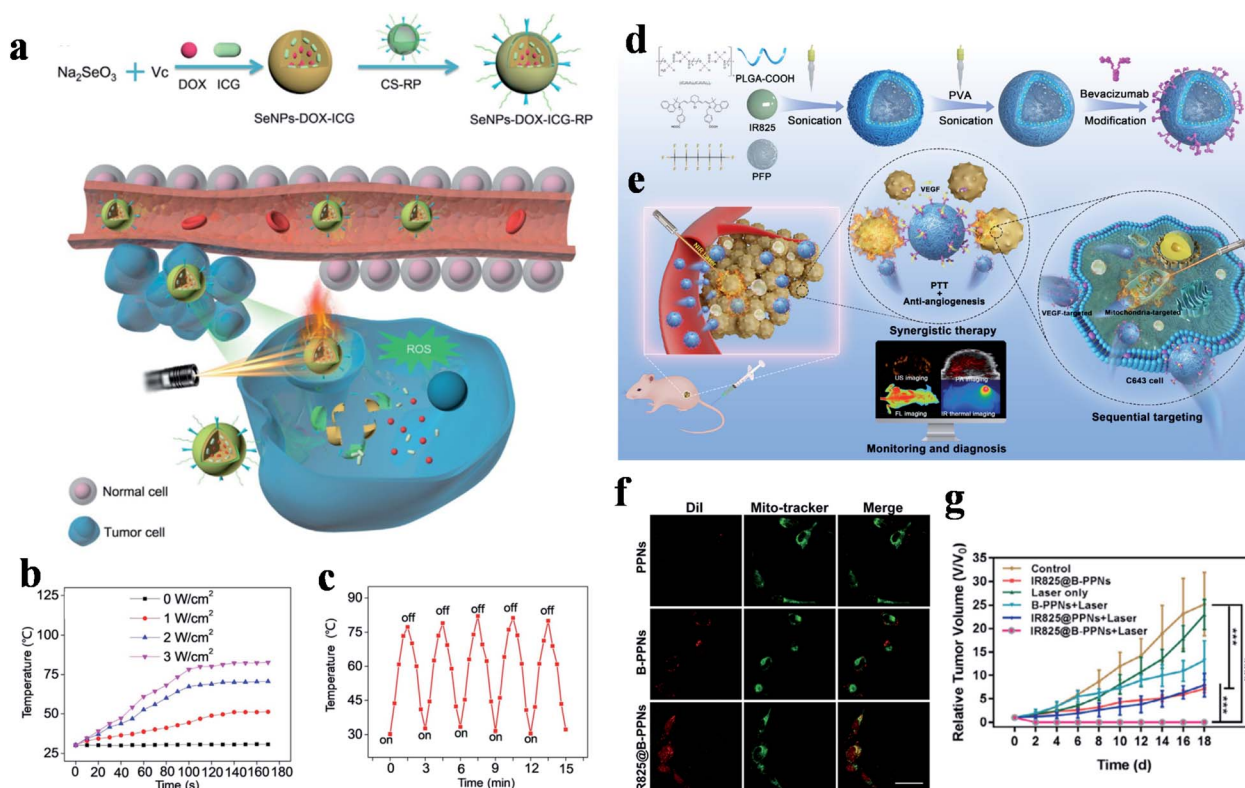 a
Na₂SeO₃ + Vc
DOX ICG
CS-RP
SeNPs-DOX-ICG
SeNPs-DOX-ICG-RP
ROS
Normal cell
Tumor cell
b
Temperature (°C)
125
100
75
50
25
0 W/cm²
1 W/cm²
2 W/cm²
3 W/cm²
0 20 40 60 80 100 120 140 160 180
Time (s)
c
Temperature (°C)
90
75
60
45
30
off off off off off
on on on on on
0 3 6 9 12 15
Time (min)
d
PLGA-COOH
IR825
PFP
Sonication
PVA
Sonication
Bevacizumab
Modification
e
NIR
VEGF
PTT
+
Anti-angiogenesis
Synergistic therapy
US imaging
PA imaging
FL imaging
IR thermal imaging
Monitoring and diagnosis
VEGF-targeted
Mitochondria-targeted
C643 cell
Sequential targeting
f
DiI Mito-tracker Merge
PPNs
B-PPNs
IR825@B-PPNs
g
Relative Tumor Volume (V/V₀)
35
30
25
20
15
10
5
0
Control
IR825@B-PPNs
Laser only
B-PPNs+Laser
IR825@PPNs+Laser
IR825@B-PPNs+Laser
***
***
0 2 4 6 8 10 12 14 16 18
Time (d)